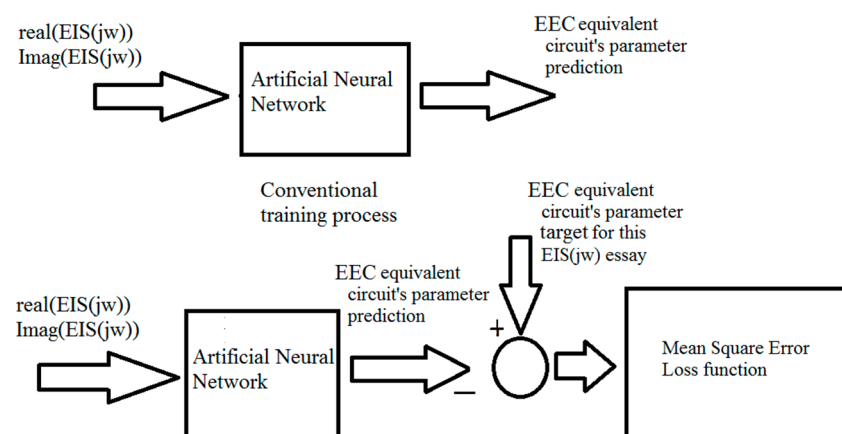 real(EIS(jw))
Imag(EIS(jw))
Artificial Neural
Network
EEC equivalent
circuit's parameter
prediction
Conventional
training process
EEC equivalent
circuit's parameter
target for this
EIS(jw) essay
real(EIS(jw))
Imag(EIS(jw))
Artificial Neural
Network
EEC equivalent
circuit's parameter
prediction
+
_
Mean Square Error
Loss function